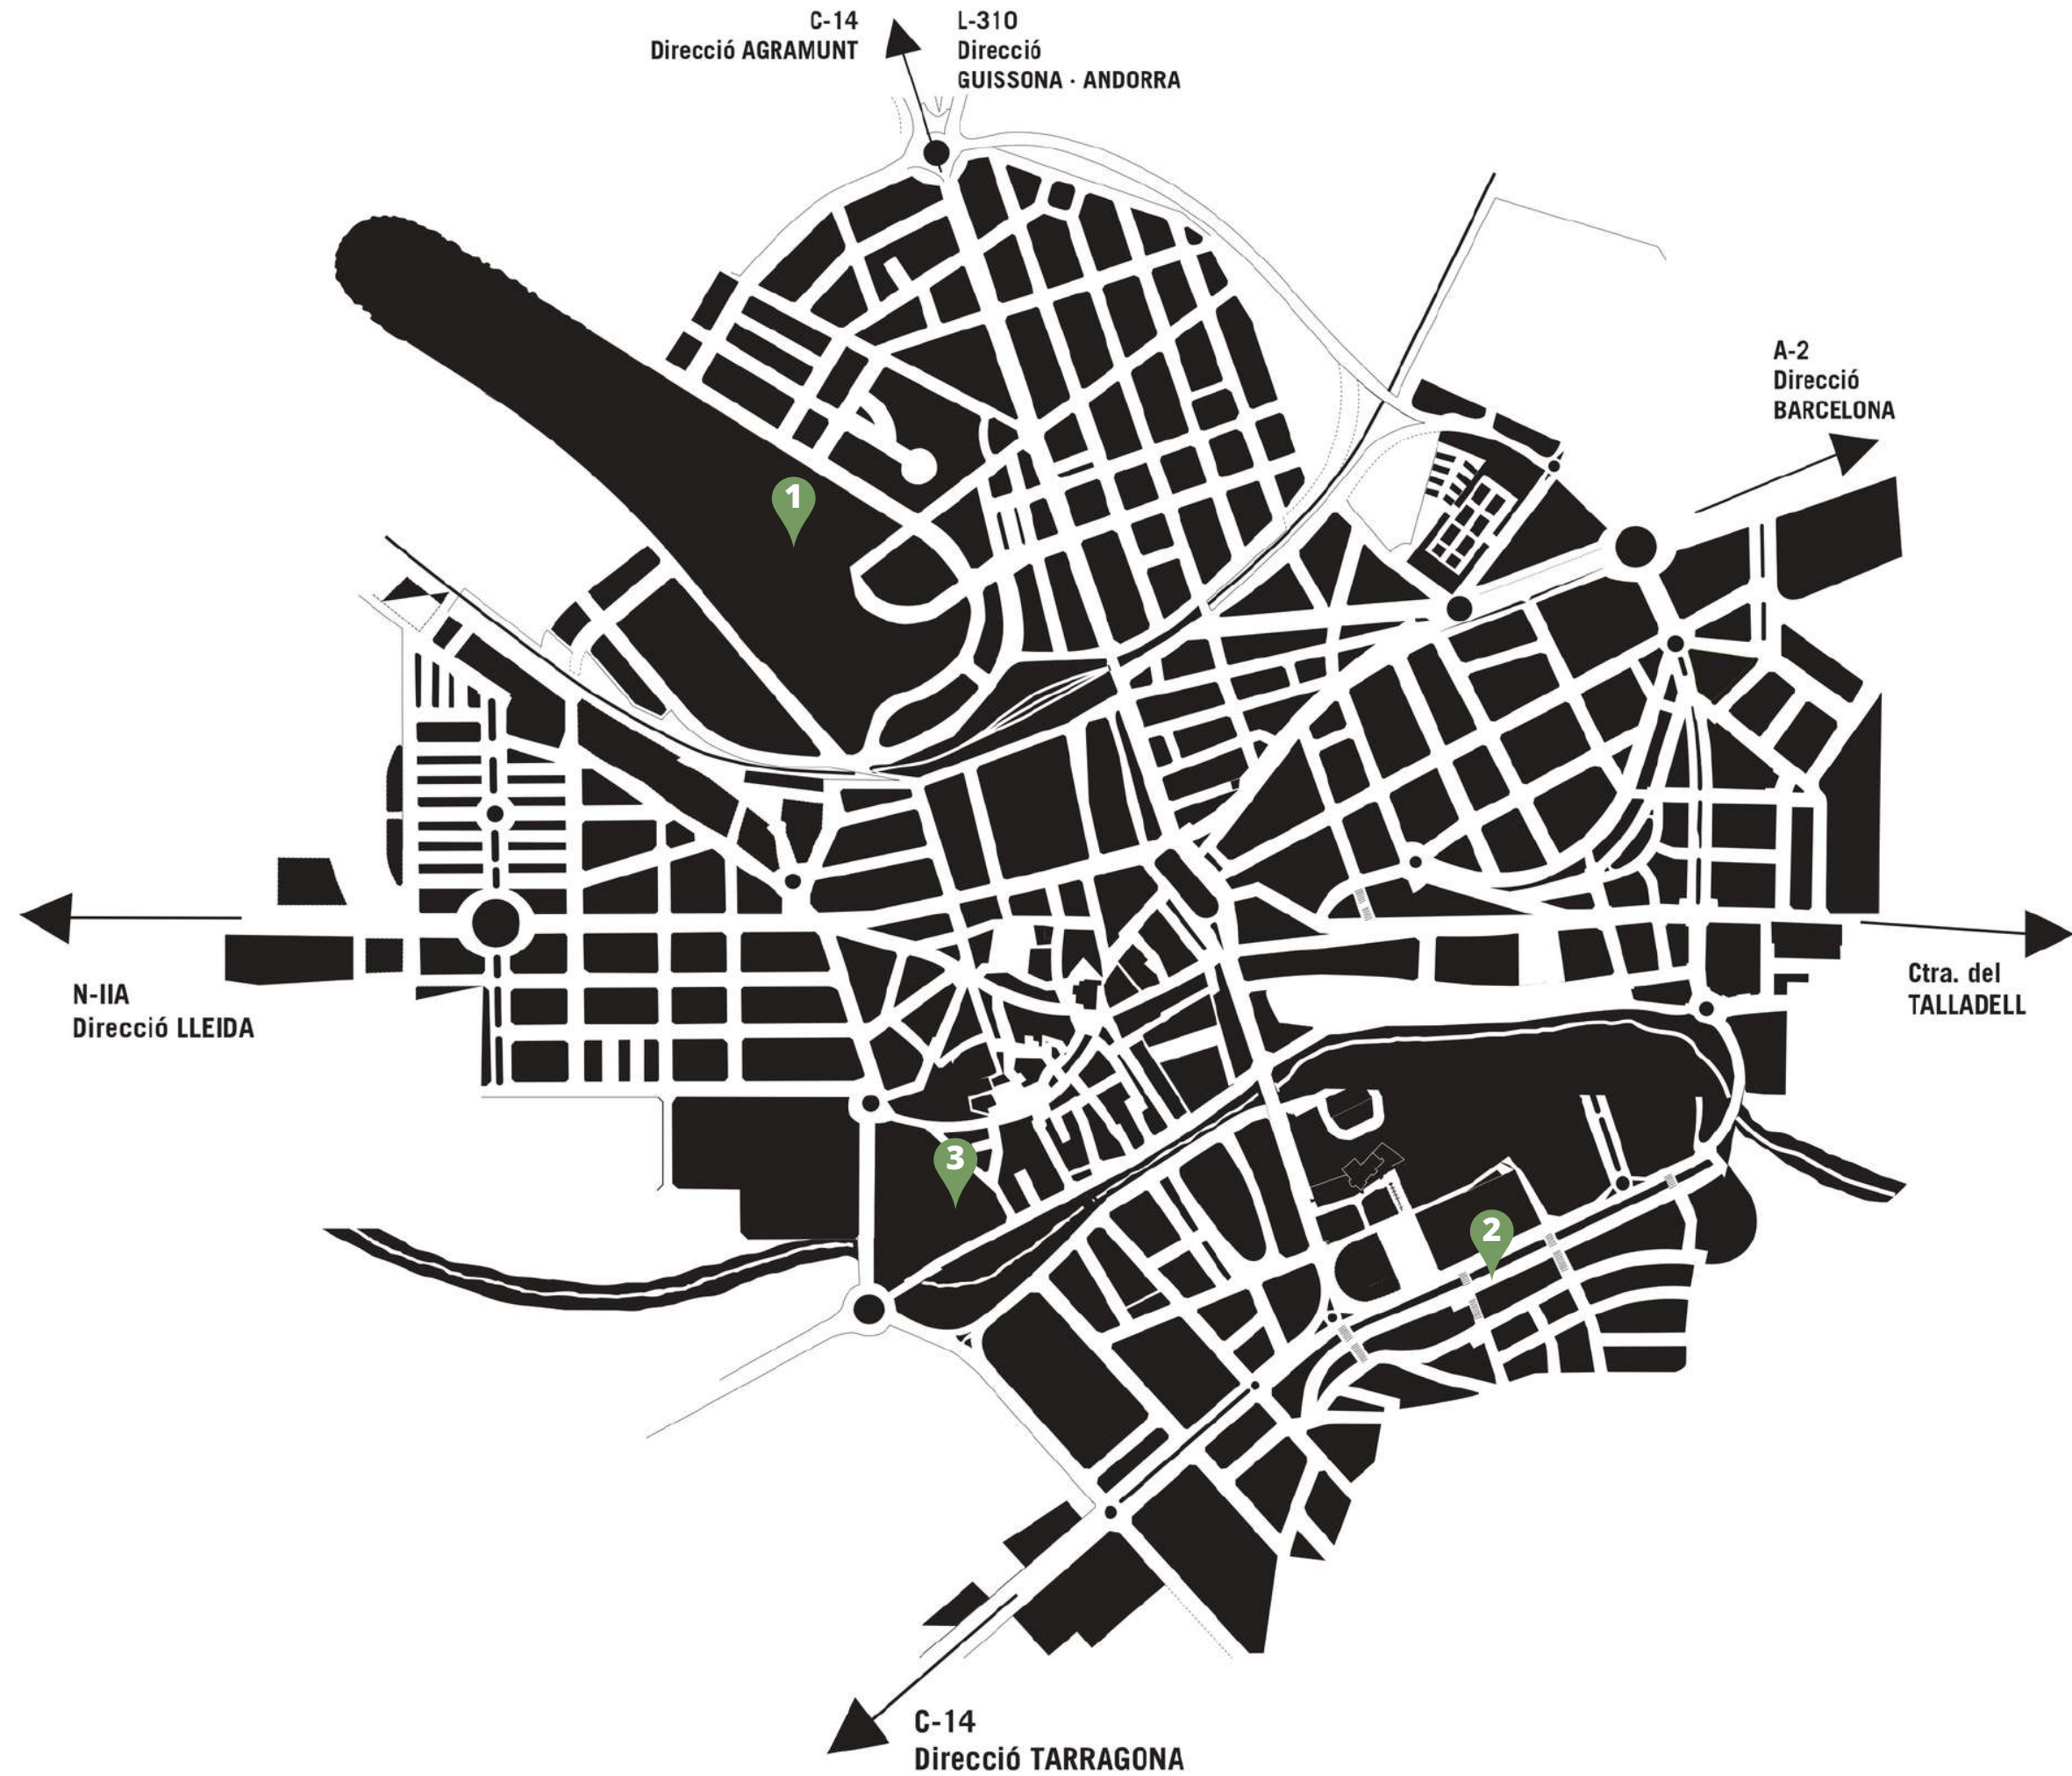 C-14
Direcció AGRAMUNT
L-310
Direcció
GUISSONA · ANDORRA
A-2
Direcció
BARCELONA
1
N-IIA
Direcció LLEIDA
Ctra. del
TALLADELL
3
2
C-14
Direcció TARRAGONA